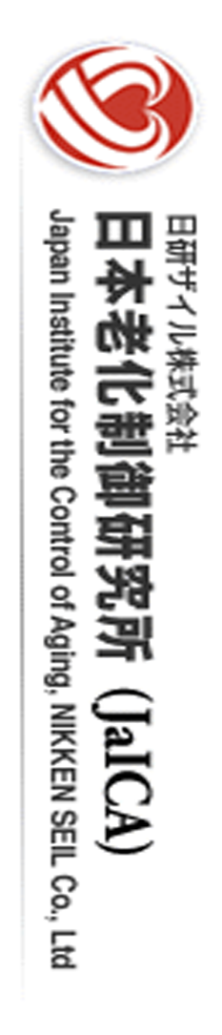 日研ザイル株式会社
日本老化制御研究所 (JaICA)
Japan Institute for the Control of Aging, NIKKEN SEIL Co., Ltd